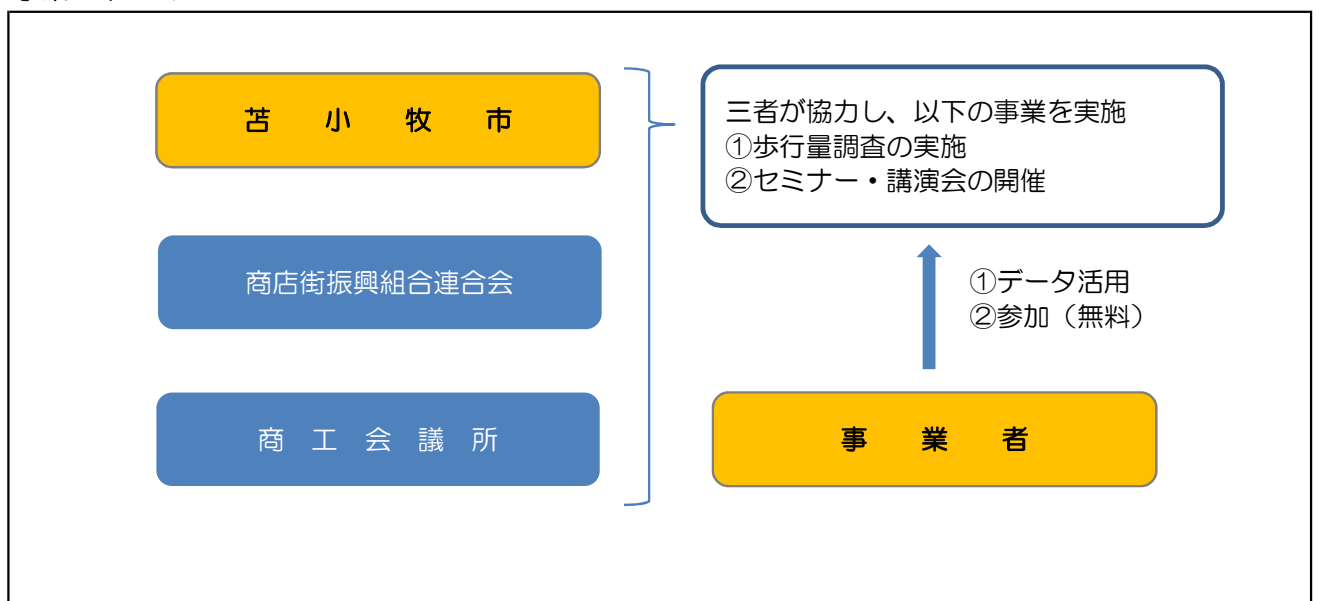 苫小牧市
商店街振興組合連合会
商工会議所
三者が協力し、以下の事業を実施
①歩行量調査の実施
②セミナー・講演会の開催
①データ活用
②参加（無料）
事業者